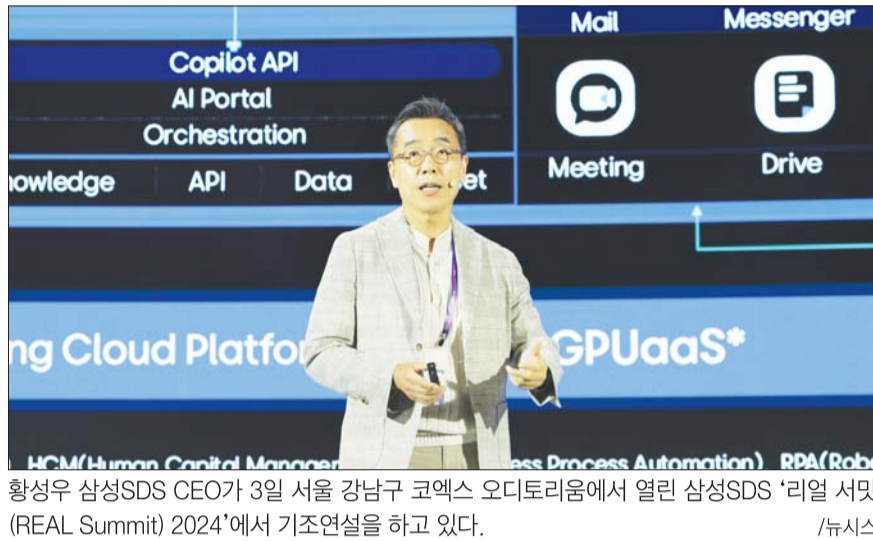 Mail Messenger
Copilot API
AI Portal
Orchestration
Meeting Drive
owledge API Data et
ng Cloud Platfor GPUaaS*
HCM(Human Capital Manager ess Process Automation) RPA(Robo
황성우 삼성SDS CEO가 3일 서울 강남구 코엑스 오디토리움에서 열린 삼성SDS ‘리얼 서밋
(REAL Summit) 2024’에서 기조연설을 하고 있다. /뉴시스